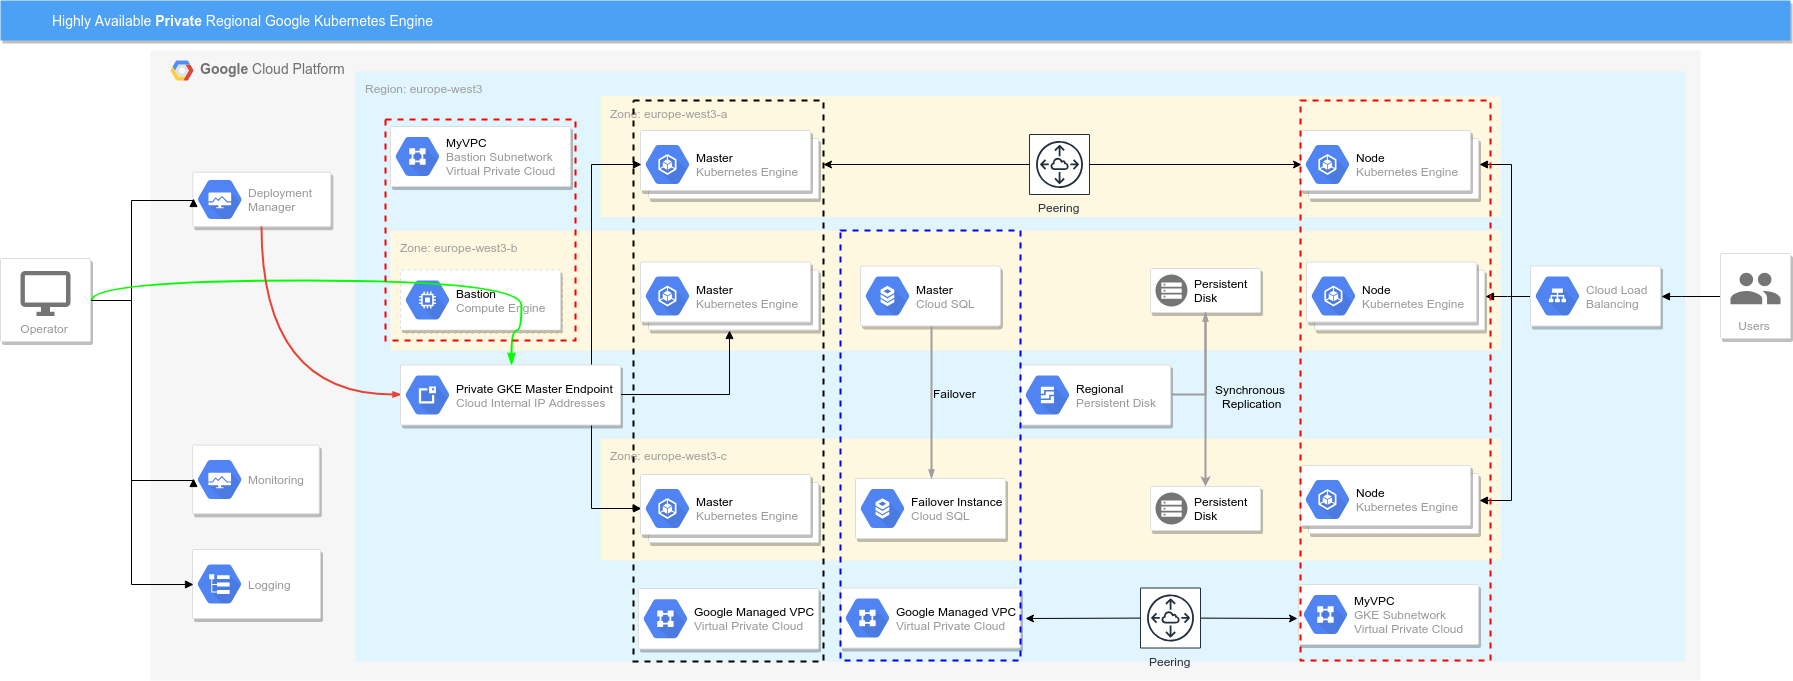 Highly Available Private Regional Google Kubernetes Engine
Google Cloud Platform
Region: europe-west3
Zone: europe-west3-a
MyVPC
Bastion Subnetwork
Virtual Private Cloud
Master
Kubernetes Engine
Peering
Node
Kubernetes Engine
Deployment
Manager
Zone: europe-west3-b
Bastion
Compute Engine
Master
Kubernetes Engine
Master
Cloud SQL
Persistent
Disk
Node
Kubernetes Engine
Cloud Load
Balancing
Users
Operator
Private GKE Master Endpoint
Cloud Internal IP Addresses
Failover
Regional
Persistent Disk
Synchronous
Replication
Zone: europe-west3-c
Monitoring
Master
Kubernetes Engine
Failover Instance
Cloud SQL
Persistent
Disk
Node
Kubernetes Engine
Logging
Google Managed VPC
Virtual Private Cloud
Google Managed VPC
Virtual Private Cloud
Peering
MyVPC
GKE Subnetwork
Virtual Private Cloud